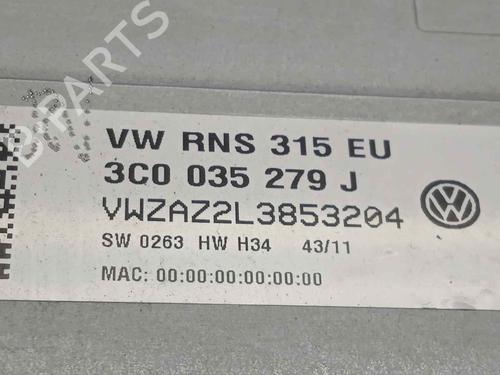 B-PARTS
VW RNS 315 EU
3C0 035 279 J
VWZAZ2L3853204
SW 0263 HW H34 43/11
MAC: 00:00:00:00:00:00